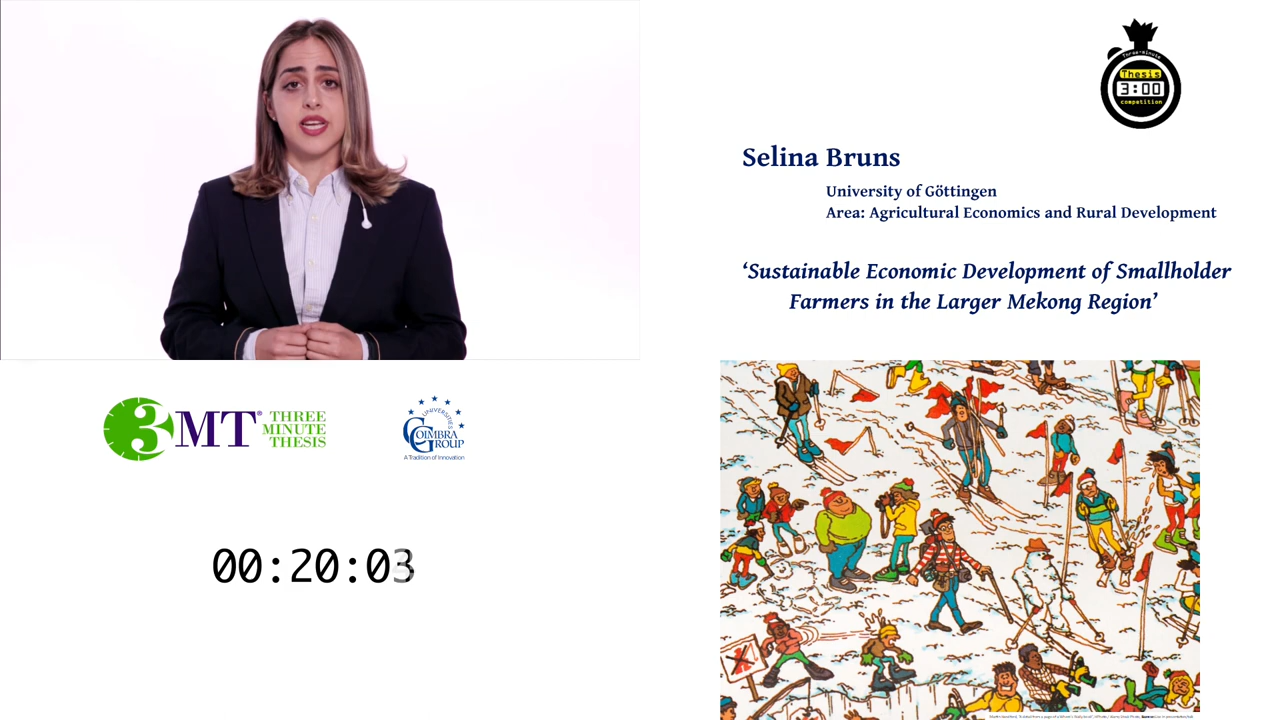 Three-minute
Thesis
3:00
competition
Selina Bruns
University of Göttingen
Area: Agricultural Economics and Rural Development
‘Sustainable Economic Development of Smallholder
Farmers in the Larger Mekong Region’
3MT® THREE
MINUTE
THESIS
UNIVERSITIES
COIMBRA
GROUP
A Tradition of Innovation
00:20:03